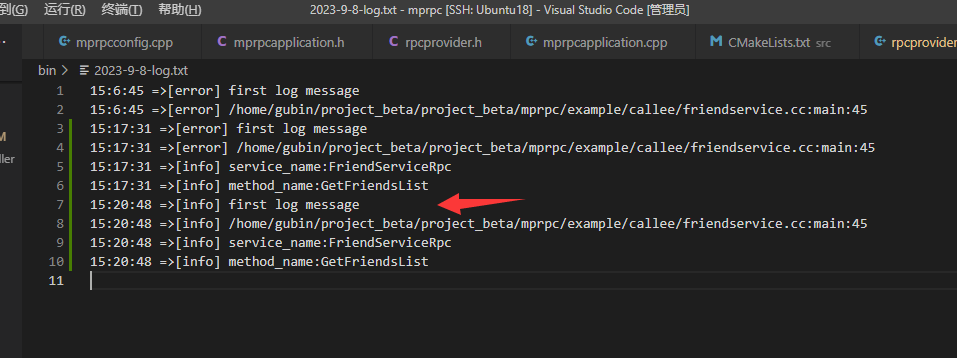 到(G) 运行(R) 终端(T) 帮助(H) 2023-9-8-log.txt - mprpc [SSH: Ubuntu18] - Visual Studio Code [管理员]
mprpcconfig.cpp mprpcapplication.h rpcprovider.h mprpcapplication.cpp CMakeLists.txt src rpcprovider
bin > 2023-9-8-log.txt
1 15:6:45 =>[error] first log message
2 15:6:45 =>[error] /home/gubin/project_beta/project_beta/mprpc/example/callee/friendservice.cc:main:45
3 15:17:31 =>[error] first log message
4 15:17:31 =>[error] /home/gubin/project_beta/project_beta/mprpc/example/callee/friendservice.cc:main:45
5 15:17:31 =>[info] service_name:FriendServiceRpc
6 15:17:31 =>[info] method_name:GetFriendsList
7 15:20:48 =>[info] first log message
8 15:20:48 =>[info] /home/gubin/project_beta/project_beta/mprpc/example/callee/friendservice.cc:main:45
9 15:20:48 =>[info] service_name:FriendServiceRpc
10 15:20:48 =>[info] method_name:GetFriendsList
11
M
ller